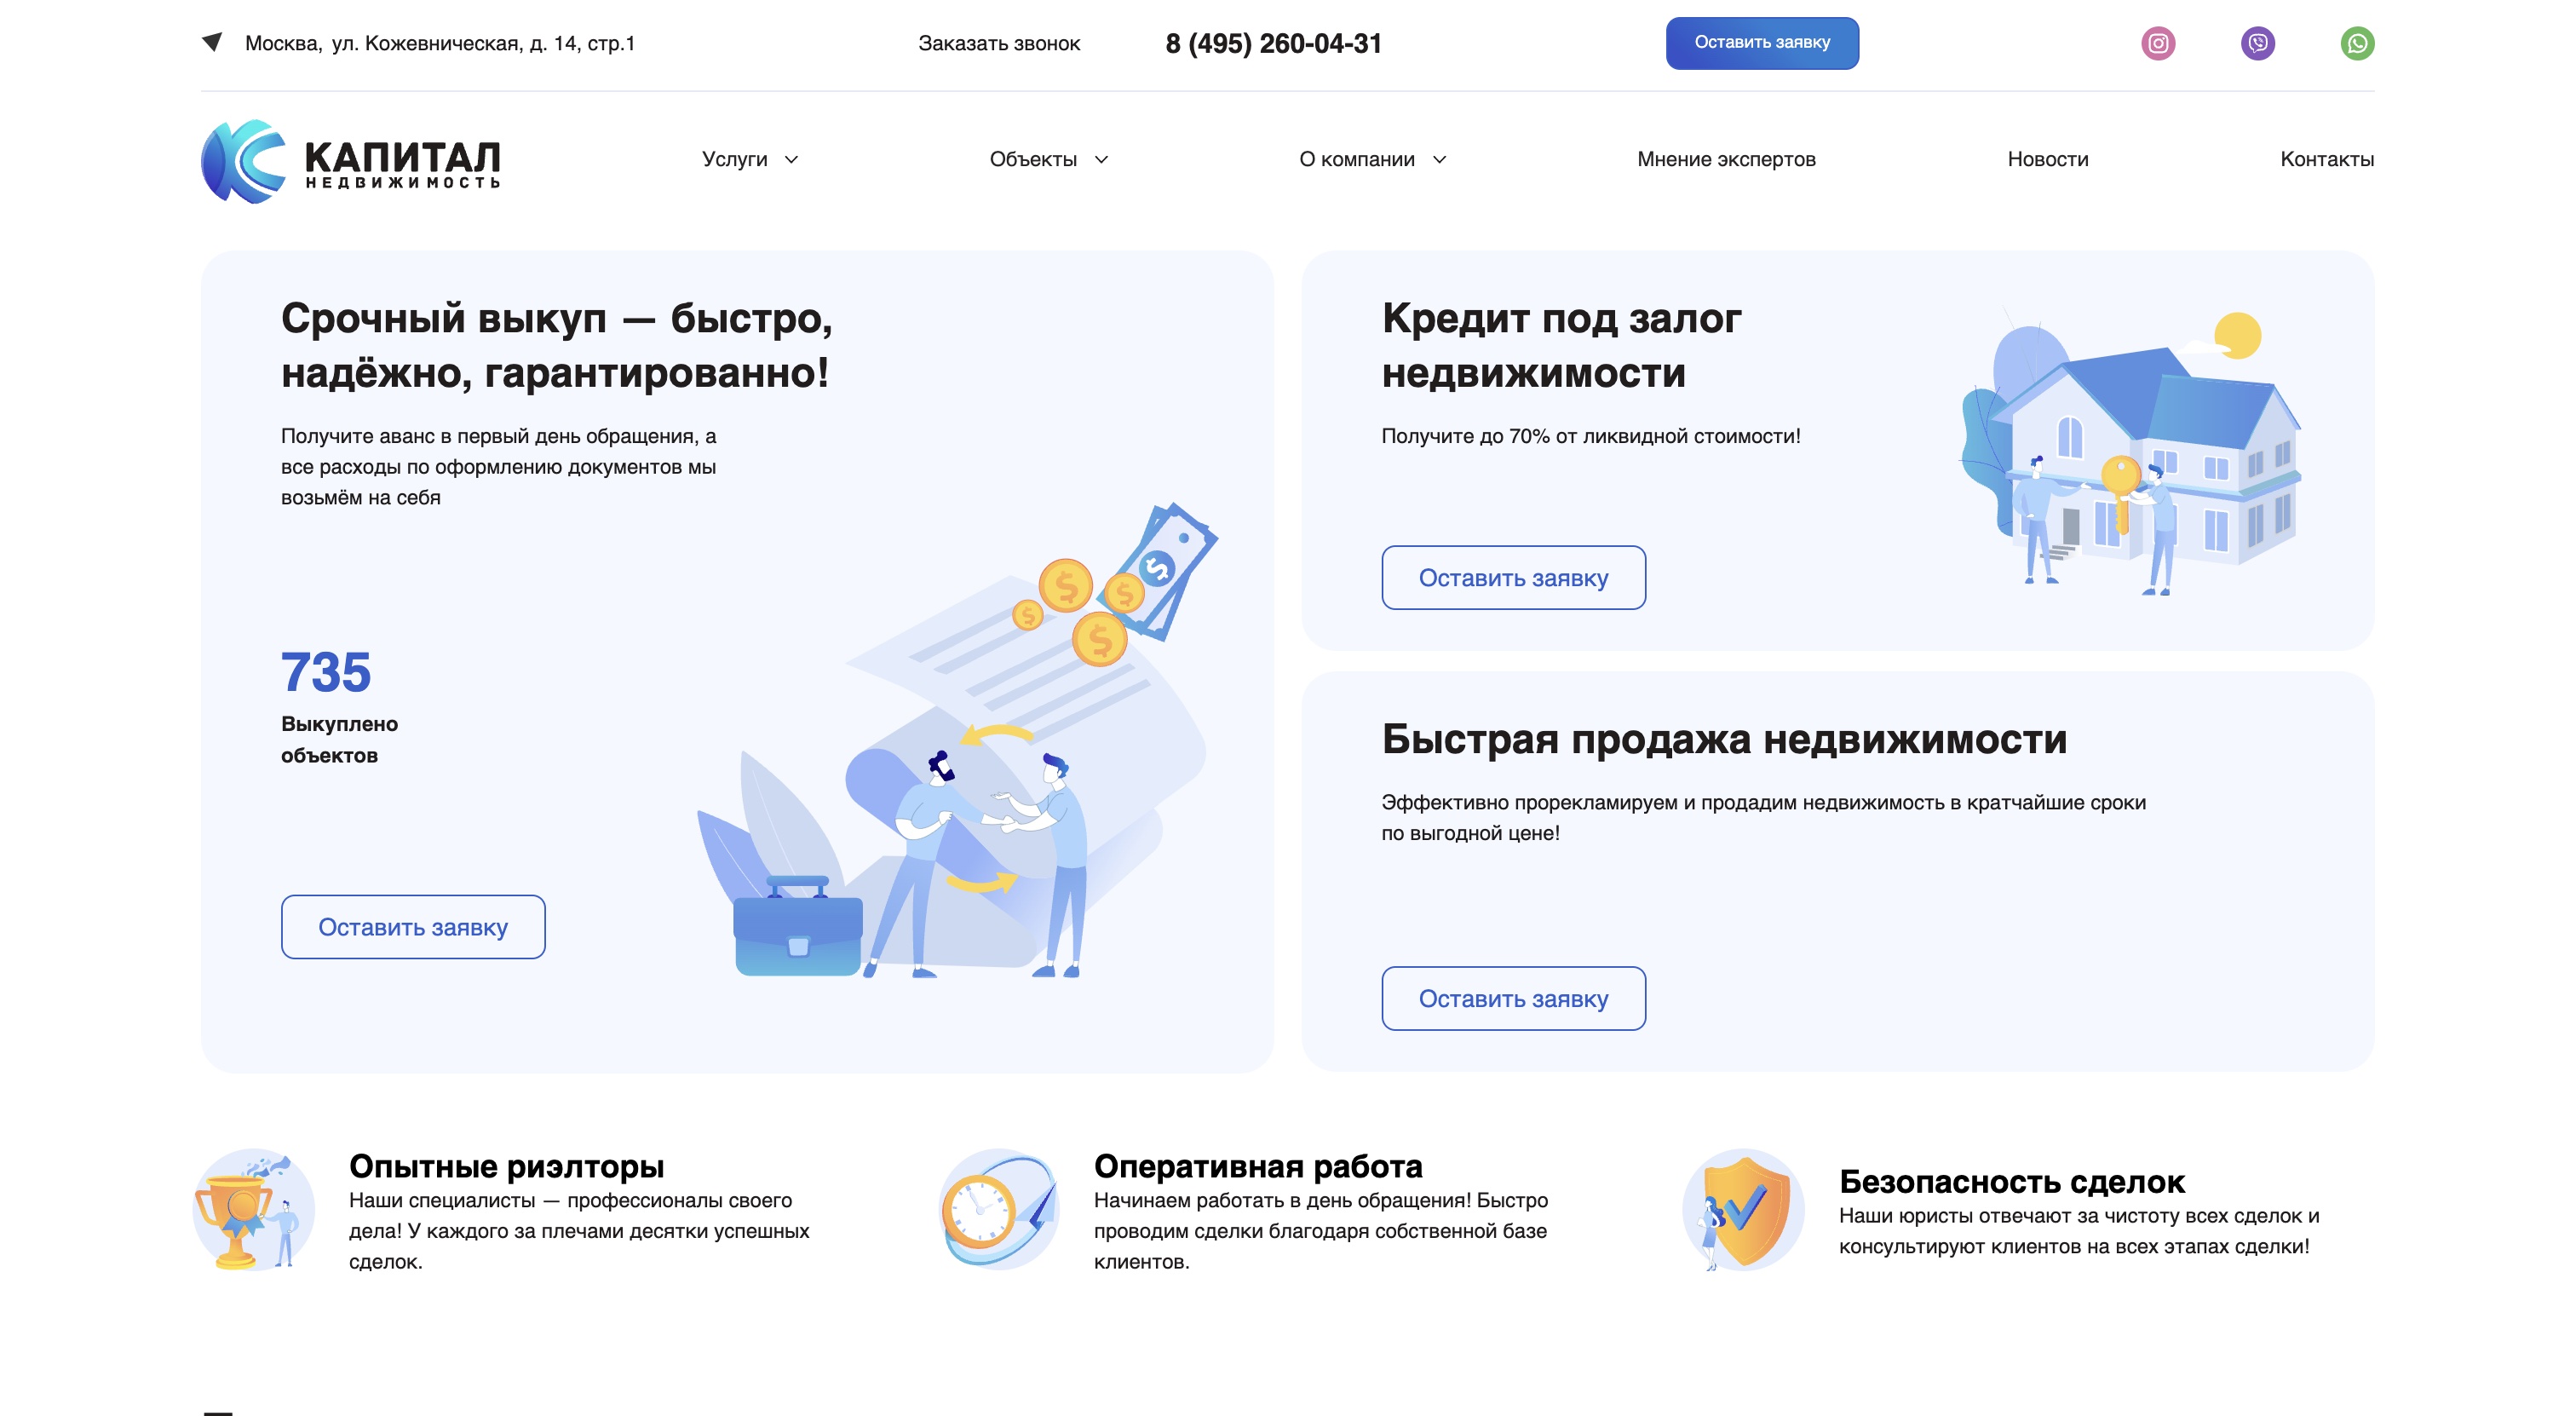 Москва, ул. Кожевническая, д. 14, стр.1
Заказать звонок
8 (495) 260-04-31
Оставить заявку
КАПИТАЛ
НЕДВИЖИМОСТЬ
Услуги
Объекты
О компании
Мнение экспертов
Новости
Контакты
Срочный выкуп — быстро,
надёжно, гарантированно!
Получите аванс в первый день обращения, а
все расходы по оформлению документов мы
возьмём на себя
735
Выкуплено
объектов
Оставить заявку
Кредит под залог
недвижимости
Получите до 70% от ликвидной стоимости!
Оставить заявку
Быстрая продажа недвижимости
Эффективно прорекламируем и продадим недвижимость в кратчайшие сроки
по выгодной цене!
Оставить заявку
Опытные риэлторы
Наши специалисты — профессионалы своего
дела! У каждого за плечами десятки успешных
сделок.
Оперативная работа
Начинаем работать в день обращения! Быстро
проводим сделки благодаря собственной базе
клиентов.
Безопасность сделок
Наши юристы отвечают за чистоту всех сделок и
консультируют клиентов на всех этапах сделки!